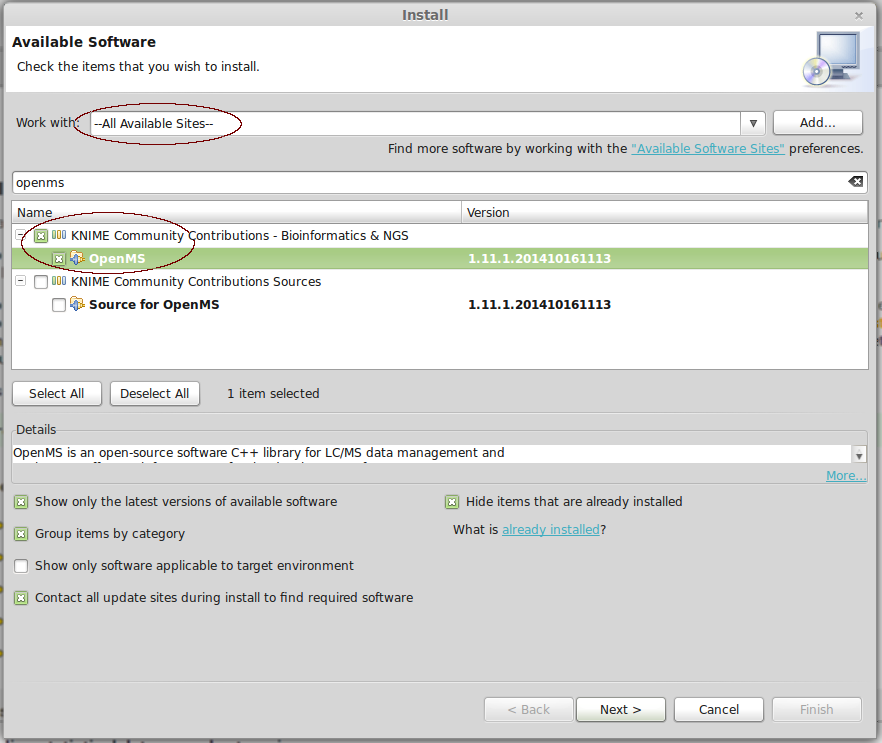 Install
Available Software
Check the items that you wish to install.
Work with: --All Available Sites-- Add...
Find more software by working with the "Available Software Sites" preferences.
openms
Name Version
KNIME Community Contributions - Bioinformatics & NGS
OpenMS 1.11.1.201410161113
KNIME Community Contributions Sources
Source for OpenMS 1.11.1.201410161113
Select All Deselect All 1 item selected
Details
OpenMS is an open-source software C++ library for LC/MS data management and
More...
Show only the latest versions of available software Hide items that are already installed
Group items by category What is already installed?
Show only software applicable to target environment
Contact all update sites during install to find required software
< Back Next > Cancel Finish